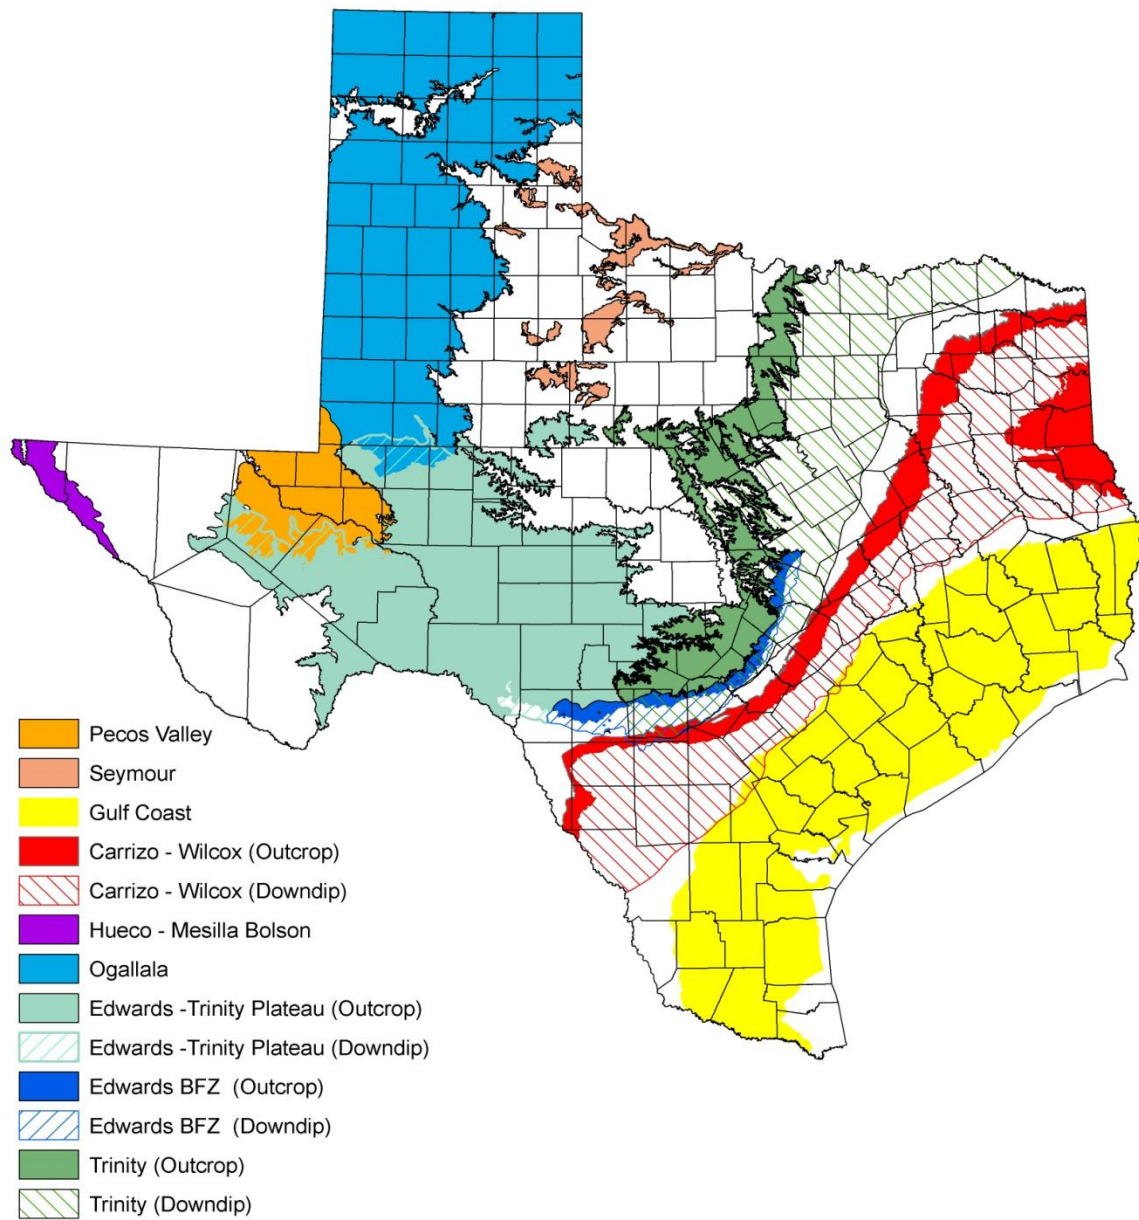 Pecos Valley
Seymour
Gulf Coast
Carrizo - Wilcox (Outcrop)
Carrizo - Wilcox (Downdip)
Hueco - Mesilla Bolson
Ogallala
Edwards -Trinity Plateau (Outcrop)
Edwards -Trinity Plateau (Downdip)
Edwards BFZ (Outcrop)
Edwards BFZ (Downdip)
Trinity (Outcrop)
Trinity (Downdip)